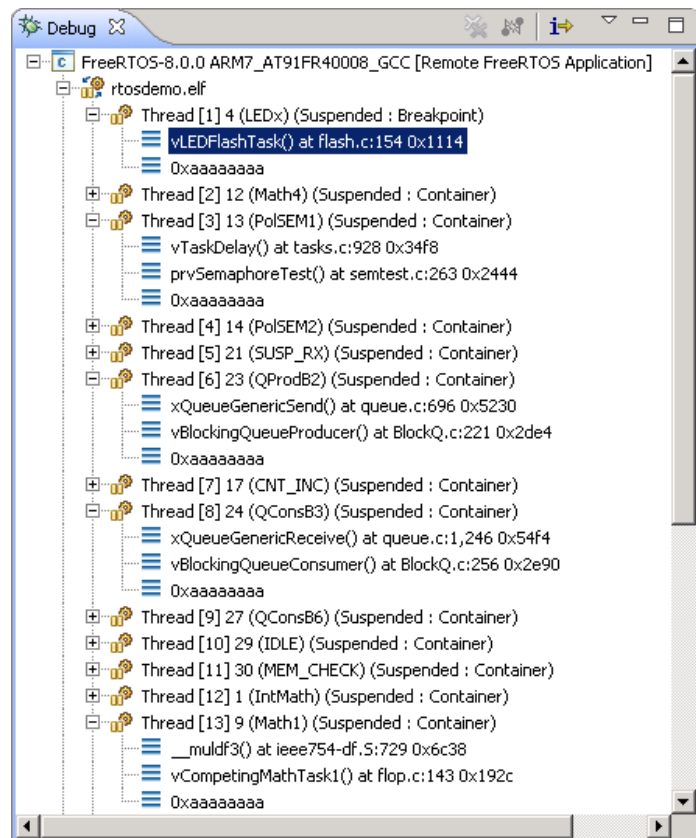 Debug
FreeRTOS-8.0.0 ARM7_AT91FR40008_GCC [Remote FreeRTOS Application]
rtosdemo.elf
Thread [1] 4 (LEDx) (Suspended : Breakpoint)
vLEDFlashTask() at flash.c:154 0x1114
0xaaaaaaaa
Thread [2] 12 (Math4) (Suspended : Container)
Thread [3] 13 (PolSEM1) (Suspended : Container)
vTaskDelay() at tasks.c:928 0x34f8
prvSemaphoreTest() at semtest.c:263 0x2444
0xaaaaaaaa
Thread [4] 14 (PolSEM2) (Suspended : Container)
Thread [5] 21 (SUSP_RX) (Suspended : Container)
Thread [6] 23 (QProdB2) (Suspended : Container)
xQueueGenericSend() at queue.c:696 0x5230
vBlockingQueueProducer() at BlockQ.c:221 0x2de4
0xaaaaaaaa
Thread [7] 17 (CNT_INC) (Suspended : Container)
Thread [8] 24 (QConsB3) (Suspended : Container)
xQueueGenericReceive() at queue.c:1,246 0x54f4
vBlockingQueueConsumer() at BlockQ.c:256 0x2e90
0xaaaaaaaa
Thread [9] 27 (QConsB6) (Suspended : Container)
Thread [10] 29 (IDLE) (Suspended : Container)
Thread [11] 30 (MEM_CHECK) (Suspended : Container)
Thread [12] 1 (IntMath) (Suspended : Container)
Thread [13] 9 (Math1) (Suspended : Container)
__muldf3() at ieee754-df.S:729 0x6c38
vCompetingMathTask1() at flop.c:143 0x192c
0xaaaaaaaa